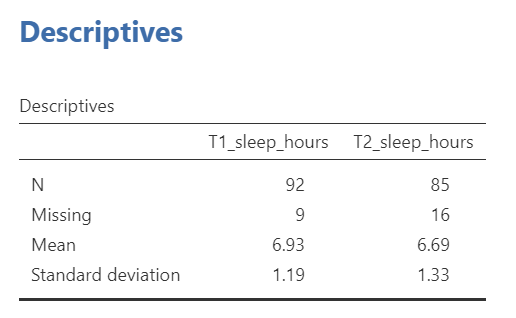 Descriptives
Descriptives
T1_sleep_hours T2_sleep_hours
N 92 85
Missing 9 16
Mean 6.93 6.69
Standard deviation 1.19 1.33